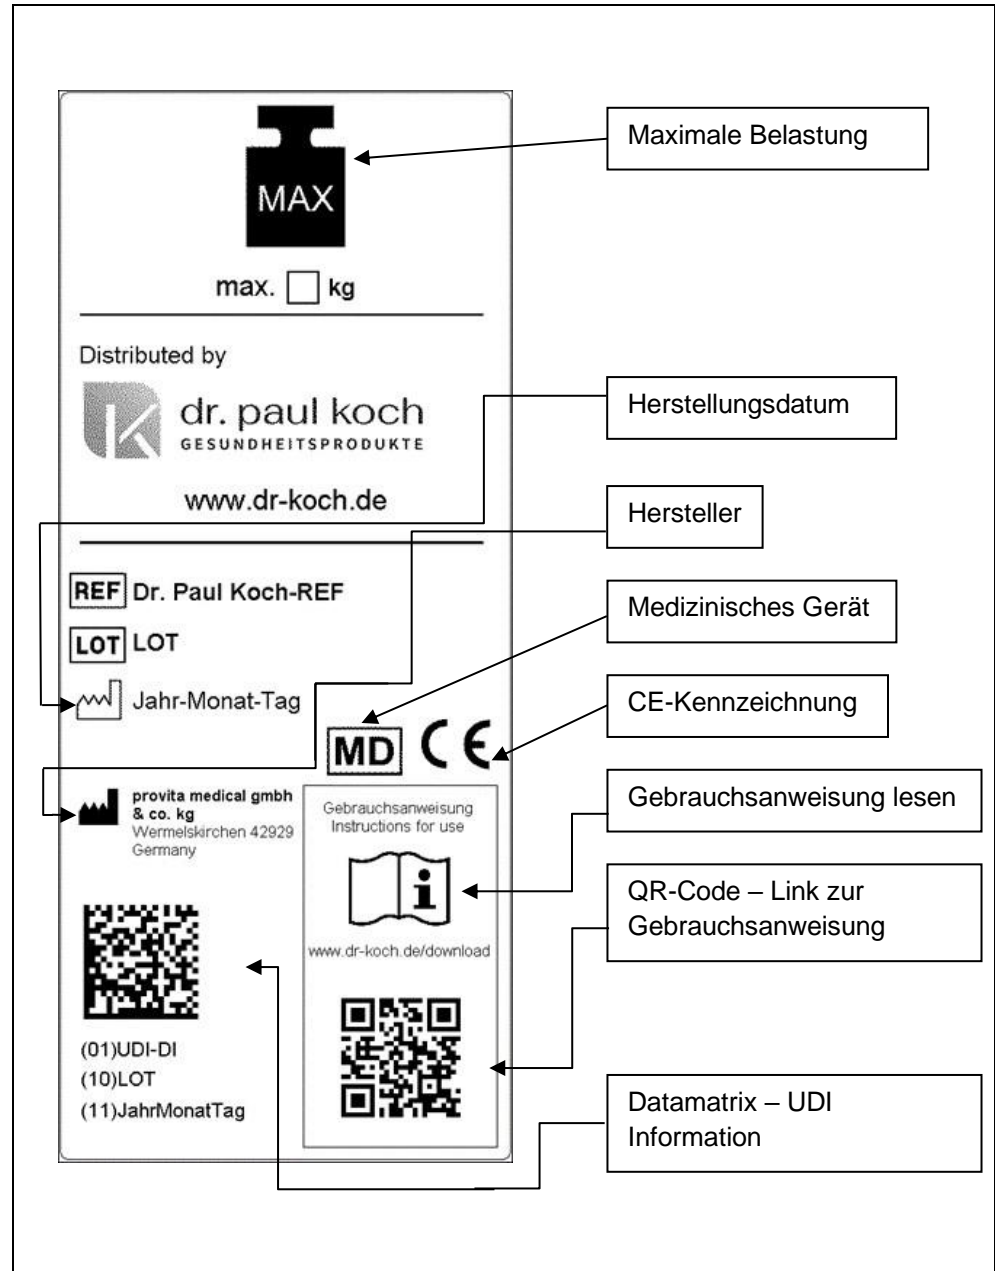 MAX
max. kg
Distributed by
dr. paul koch
GESUNDHEITSPRODUKTE
www.dr-koch.de
REF Dr. Paul Koch-REF
LOT LOT
Jahr-Monat-Tag
MD CE
provita medical gmbh
& co. kg
Wermelskirchen 42929
Germany
(01)UDI-DI
(10)LOT
(11)JahrMonatTag
Gebrauchsanweisung
Instructions for use
www.dr-koch.de/download
Maximale Belastung
Herstellungsdatum
Hersteller
Medizinisches Gerät
CE-Kennzeichnung
Gebrauchsanweisung lesen
QR-Code – Link zur
Gebrauchsanweisung
Datamatrix – UDI
Information